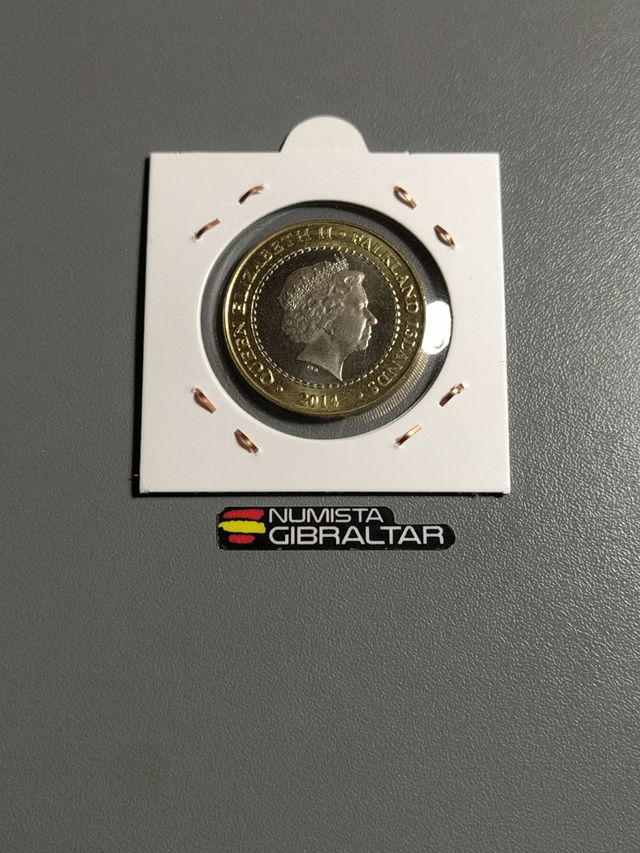 QUEEN ELIZABETH II · FALKLAND ISLANDS ·
2014 ·
NUMISTA
GIBRALTAR